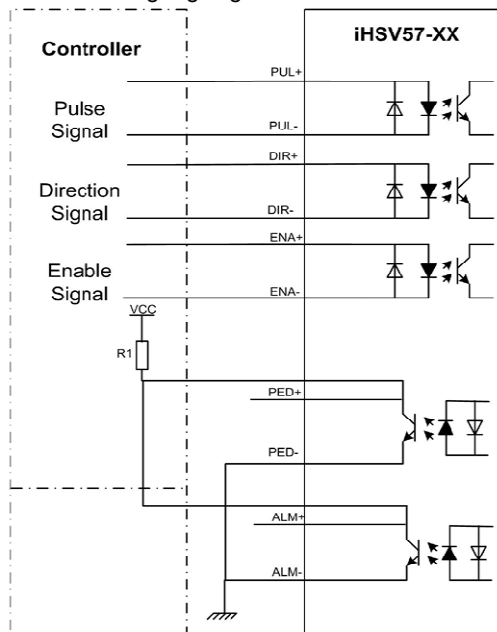 Controller
iHSV57-XX
PUL+
Pulse
Signal
PUL-
DIR+
Direction
Signal
DIR-
ENA+
Enable
Signal
ENA-
VCC
R1
PED+
PED-
ALM+
ALM-